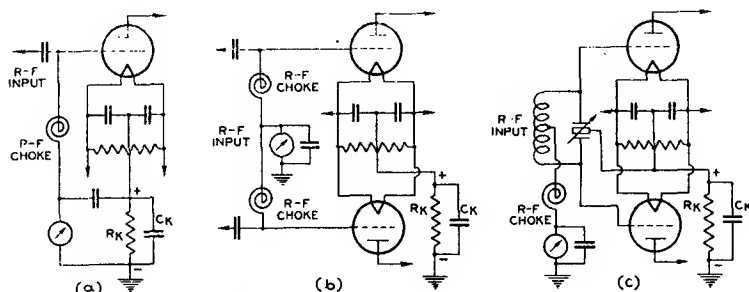 R-F
INPUT
R-F
CHOKE
+
RK
CK
−
(a)
R-F
CHOKE
R-F
INPUT
R-F
CHOKE
+
RK
CK
−
(b)
R-F
INPUT
R-F
CHOKE
+
RK
CK
−
(c)